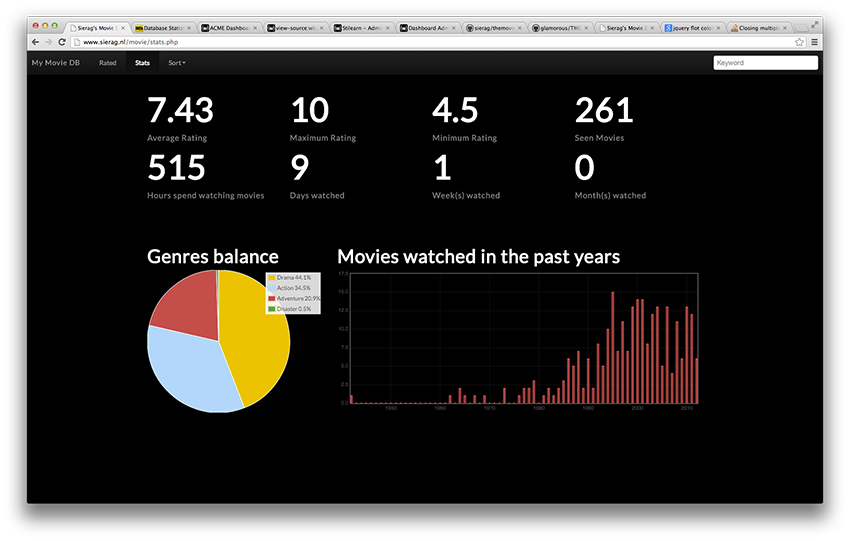 Sierag's Movie D
Database Statist
ACME Dashboar
view-source:wi
Stilearn - Admi
Dashboard Adm
sierag/themovie
glamorous/TMD
Sierag's Movie D
jquery flot colo
Closing multiple
www.sierag.nl/movie/stats.php
My Movie DB
Rated
Stats
Sort
Keyword
7.43
10
4.5
261
Average Rating
Maximum Rating
Minimum Rating
Seen Movies
515
9
1
0
Hours spend watching movies
Days watched
Week(s) watched
Month(s) watched
Genres balance
Movies watched in the past years
Drama 44.1%
Action 34.5%
Adventure 20.9%
Disaster 0.5%
17.5
15.0
12.5
10.0
7.5
5.0
2.5
0.0
1950
1960
1970
1980
1990
2000
2010